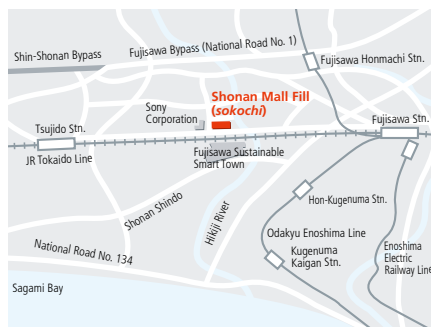 Fujisawa Bypass (National Road No. 1)
Shin-Shonan Bypass
Fujisawa Honmachi Stn.
Shonan Mall Fill
(sokochi)
Sony
Corporation
Tsujido Stn.
Fujisawa Stn.
JR Tokaido Line
Fujisawa Sustainable
Smart Town
Hon-Kugenuma Stn.
Shonan Shindo
Hikiji River
Odakyu Enoshima Line
Kugenuma
Kaigan Stn.
Enoshima
Electric
Railway Line
National Road No. 134
Sagami Bay